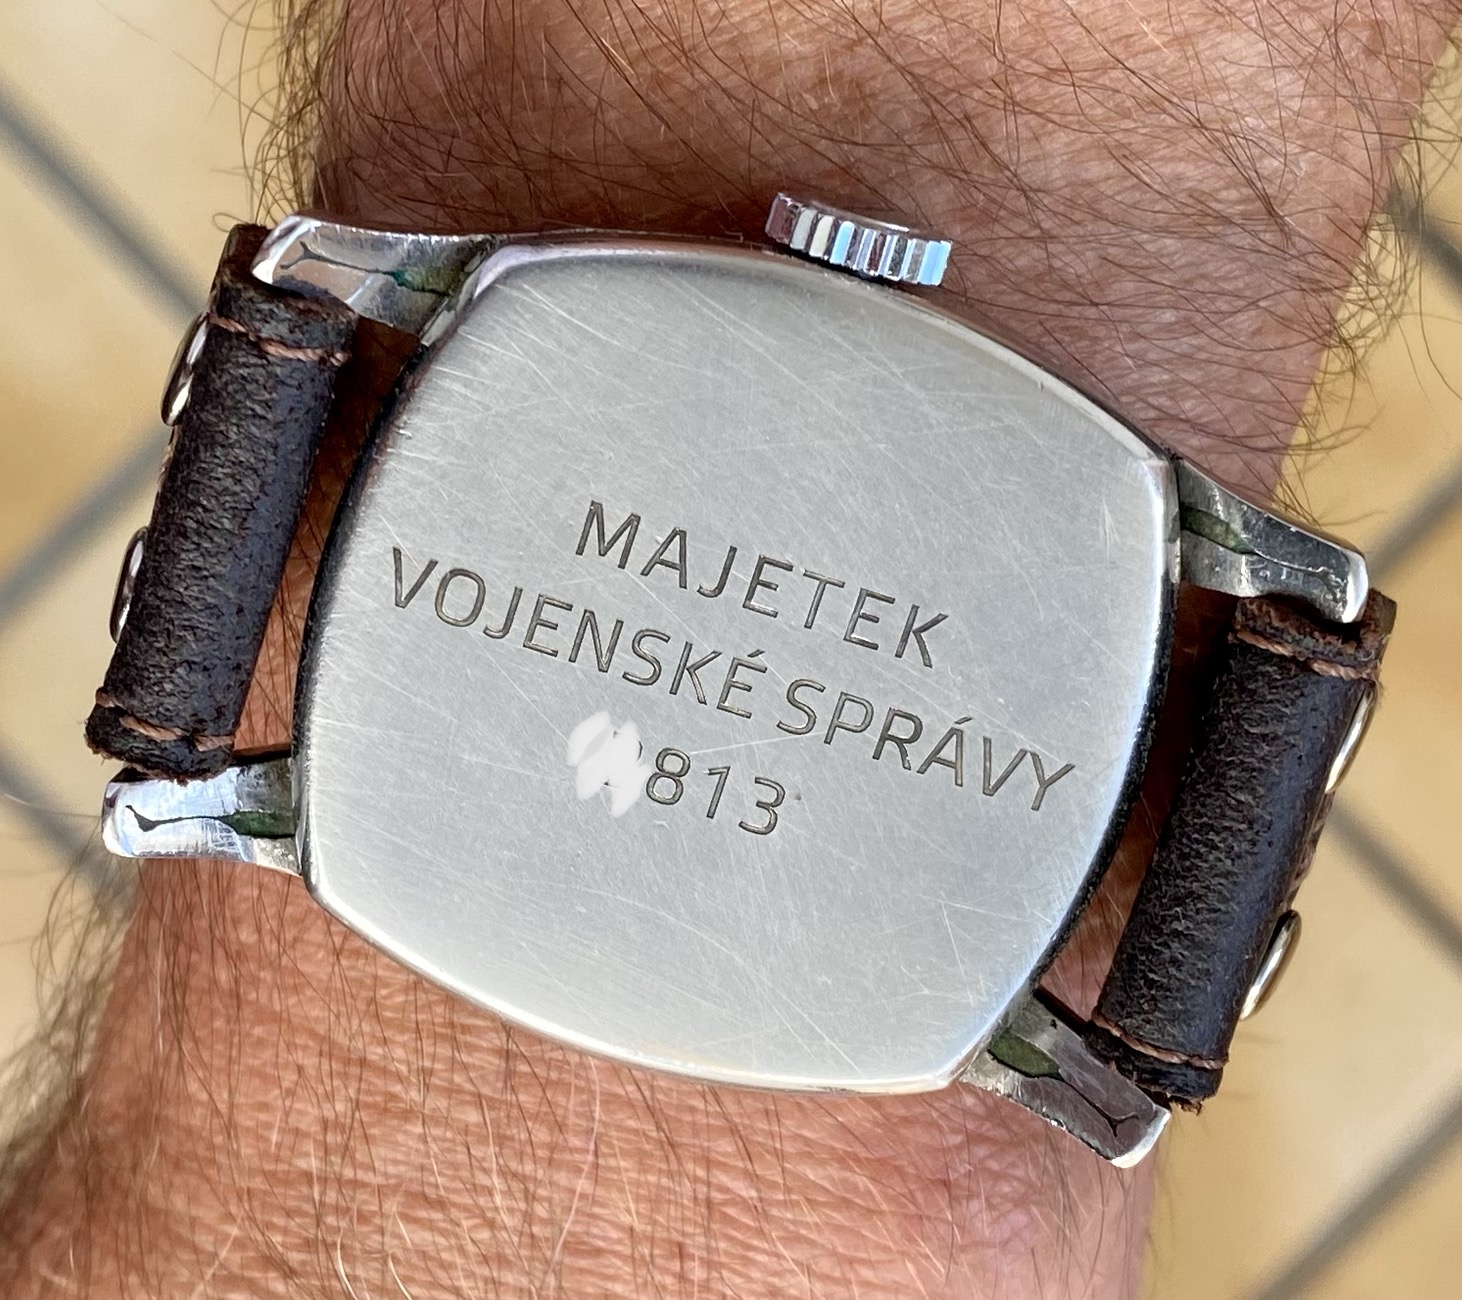 MAJETEK
VOJENSKÉ SPRÁVY
813